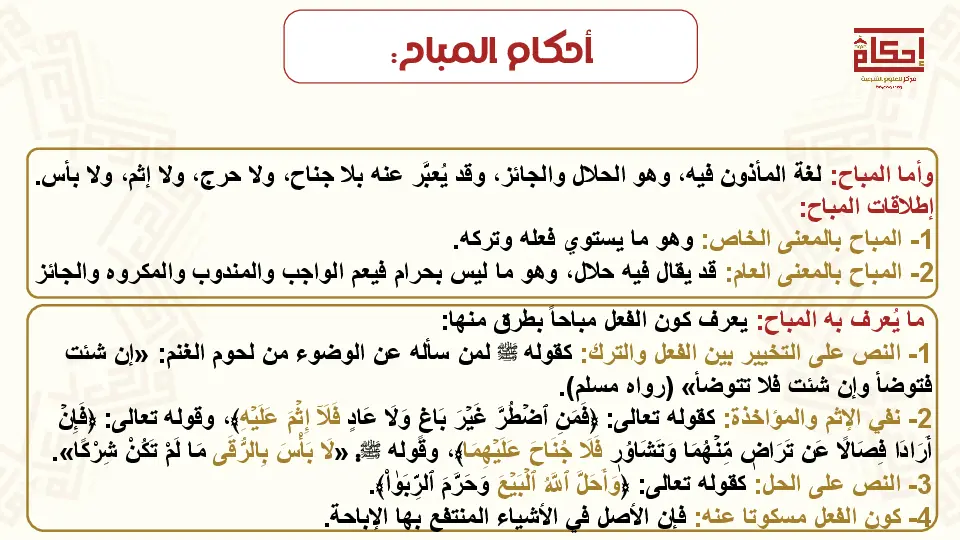 أحكام المباح:
إحكام
مركز للعلوم الشرعية
وأما المباح: لغة المأذون فيه، وهو الحلال والجائز، وقد يُعبَّر عنه بلا جناح، ولا حرج، ولا إثم، ولا بأس.
إطلاقات المباح:
1- المباح بالمعنى الخاص: وهو ما يستوي فعله وتركه.
2- المباح بالمعنى العام: قد يقال فيه حلال، وهو ما ليس بحرام فيعم الواجب والمندوب والمكروه والجائز
ما يُعرف به المباح: يعرف كون الفعل مباحاً بطرق منها:
1- النص على التخيير بين الفعل والترك: كقوله ﷺ لمن سأله عن الوضوء من لحوم الغنم: «إن شئت
فتوضأ وإن شئت فلا تتوضأ» (رواه مسلم).
2- نفي الإثم والمؤاخذة: كقوله تعالى: ﴿فَمَنِ ٱضۡطُرَّ غَيۡرَ بَاغٖ وَلَا عَادٖ فَلَآ إِثۡمَ عَلَيۡهِ﴾، وقوله تعالى: ﴿فَإِنۡ
أَرَادَا فِصَالًا عَن تَرَاضٖ مِّنۡهُمَا وَتَشَاوُرٖ فَلَا جُنَاحَ عَلَيۡهِمَا﴾، وقوله ﷺ: «لَا بَأْسَ بِالرُّقَى مَا لَمْ تَكُنْ شِرْكًا».
3- النص على الحل: كقوله تعالى: ﴿وَأَحَلَّ ٱللَّهُ ٱلۡبَيۡعَ وَحَرَّمَ ٱلرِّبَوٰاْ﴾.
4- كون الفعل مسكوتا عنه: فإن الأصل في الأشياء المنتفع بها الإباحة.